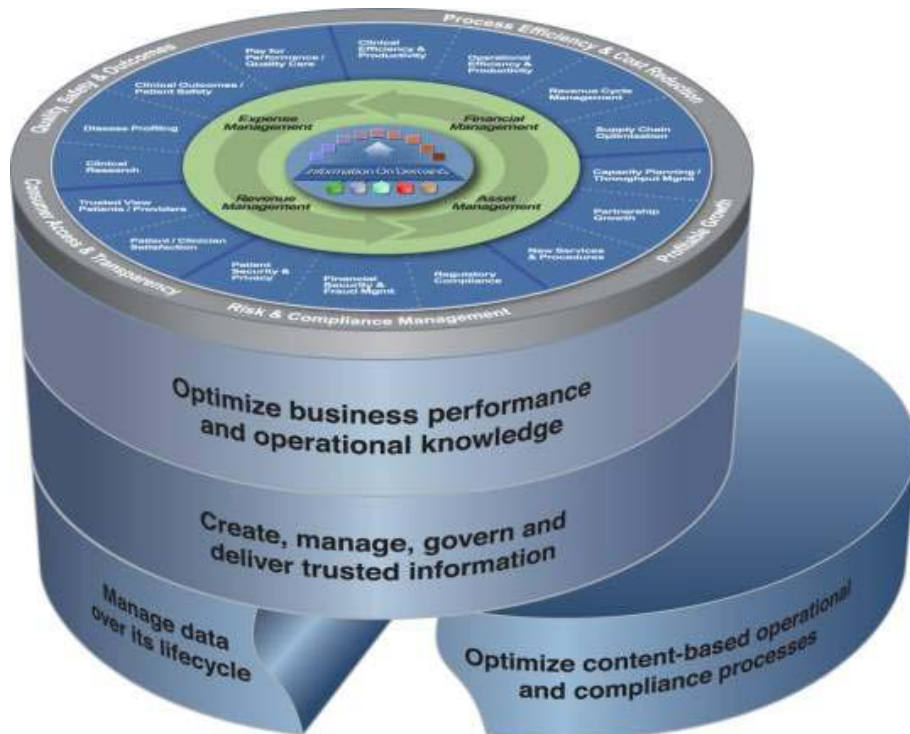 Process Efficiency & Cost Reduction
Quality, Safety & Outcomes
Consumer Access & Transparency
Risk & Compliance Management
Profitable Growth
Pay for
Performance /
Quality Care
Clinical
Efficiency &
Productivity
Operational
Efficiency &
Productivity
Revenue Cycle
Management
Supply Chain
Optimisation
Capacity Planning /
Throughput Mgmt
Partnership
Growth
New Services
& Procedures
Regulatory
Compliance
Financial
Security &
Fraud Mgmt
Patient
Security &
Privacy
Patient / Clinician
Satisfaction
Trusted View
Patients / Providers
Clinical
Research
Disease Profiling
Clinical Outcomes /
Patient Safety
Expense
Management
Financial
Management
Revenue
Management
Asset
Management
Information On Demand
Optimize business performance
and operational knowledge
Create, manage, govern and
deliver trusted information
Manage data
over its lifecycle
Optimize content-based operational
and compliance processes